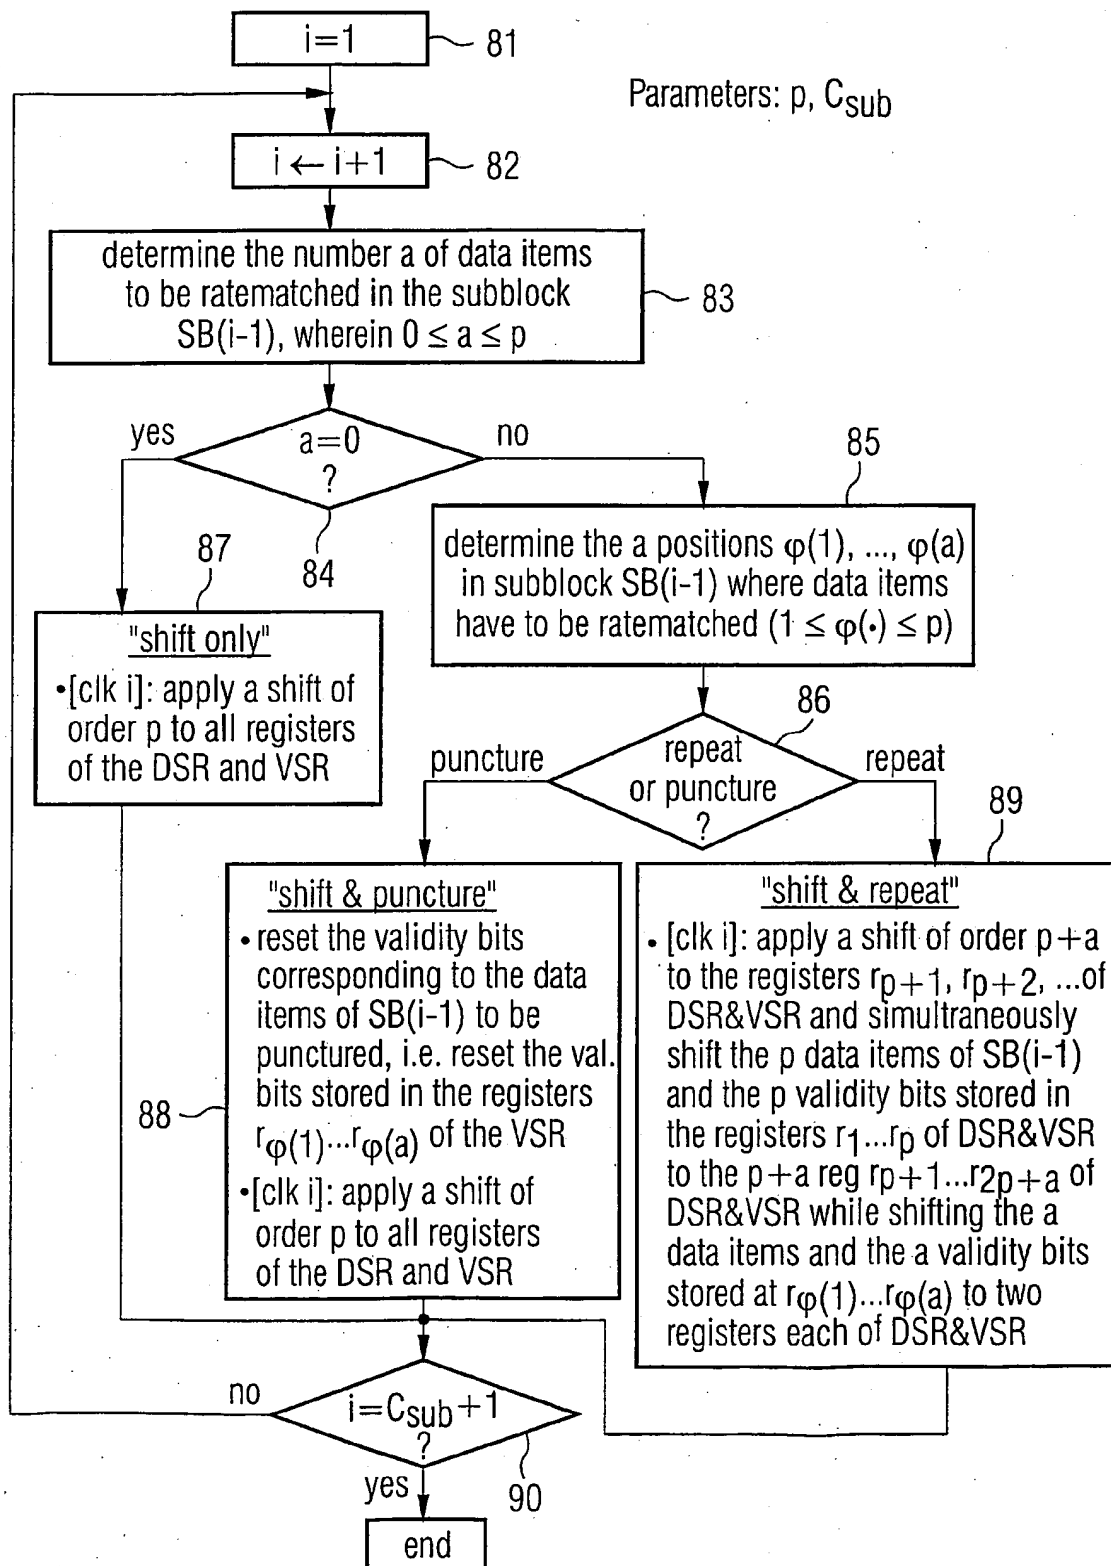 i=1
81
Parameters: p, Csub
i ← i+1
82
determine the number a of data items
to be ratematched in the subblock
SB(i-1), wherein 0 ≤ a ≤ p
83
yes
a=0
?
no
84
85
determine the a positions φ(1), ..., φ(a)
in subblock SB(i-1) where data items
have to be ratematched (1 ≤ φ(·) ≤ p)
87
"shift only"
•[clk i]: apply a shift of
order p to all registers
of the DSR and VSR
86
puncture
repeat
or puncture
?
repeat
88
"shift & puncture"
• reset the validity bits
corresponding to the data
items of SB(i-1) to be
punctured, i.e. reset the val.
bits stored in the registers
rφ(1)...rφ(a) of the VSR
•[clk i]: apply a shift of
order p to all registers
of the DSR and VSR
89
"shift & repeat"
• [clk i]: apply a shift of order p+a
to the registers rp+1, rp+2, ...of
DSR&VSR and simultraneously
shift the p data items of SB(i-1)
and the p validity bits stored in
the registers r1...rp of DSR&VSR
to the p+a reg rp+1...r2p+a of
DSR&VSR while shifting the a
data items and the a validity bits
stored at rφ(1)...rφ(a) to two
registers each of DSR&VSR
no
i=Csub+1
?
90
yes
end